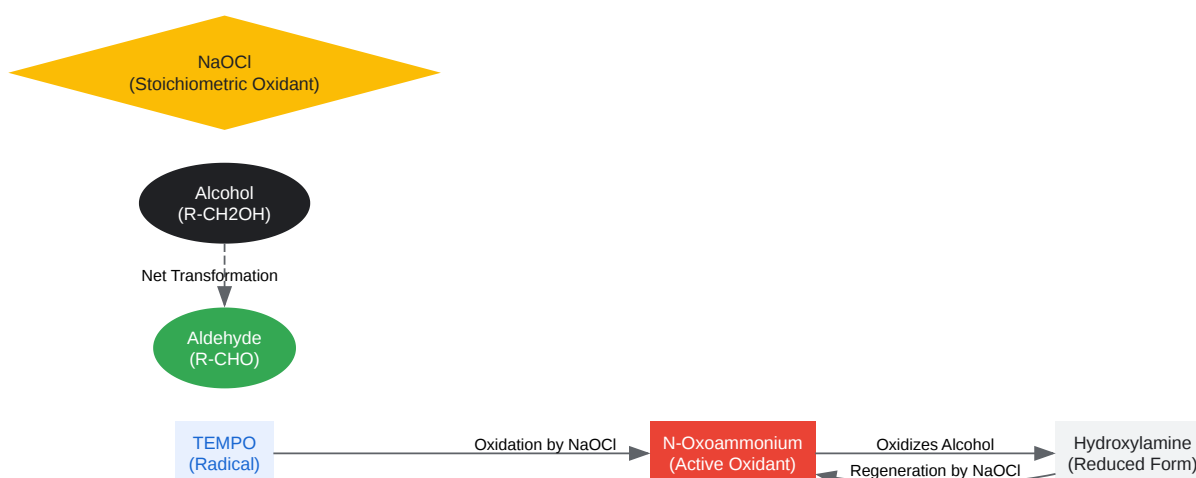 NaOCl
(Stoichiometric Oxidant)
Alcohol
(R-CH2OH)
Net Transformation
Aldehyde
(R-CHO)
TEMPO
(Radical)
Oxidation by NaOCl
N-Oxoammonium
(Active Oxidant)
Oxidizes Alcohol
Regeneration by NaOCl
Hydroxylamine
(Reduced Form)